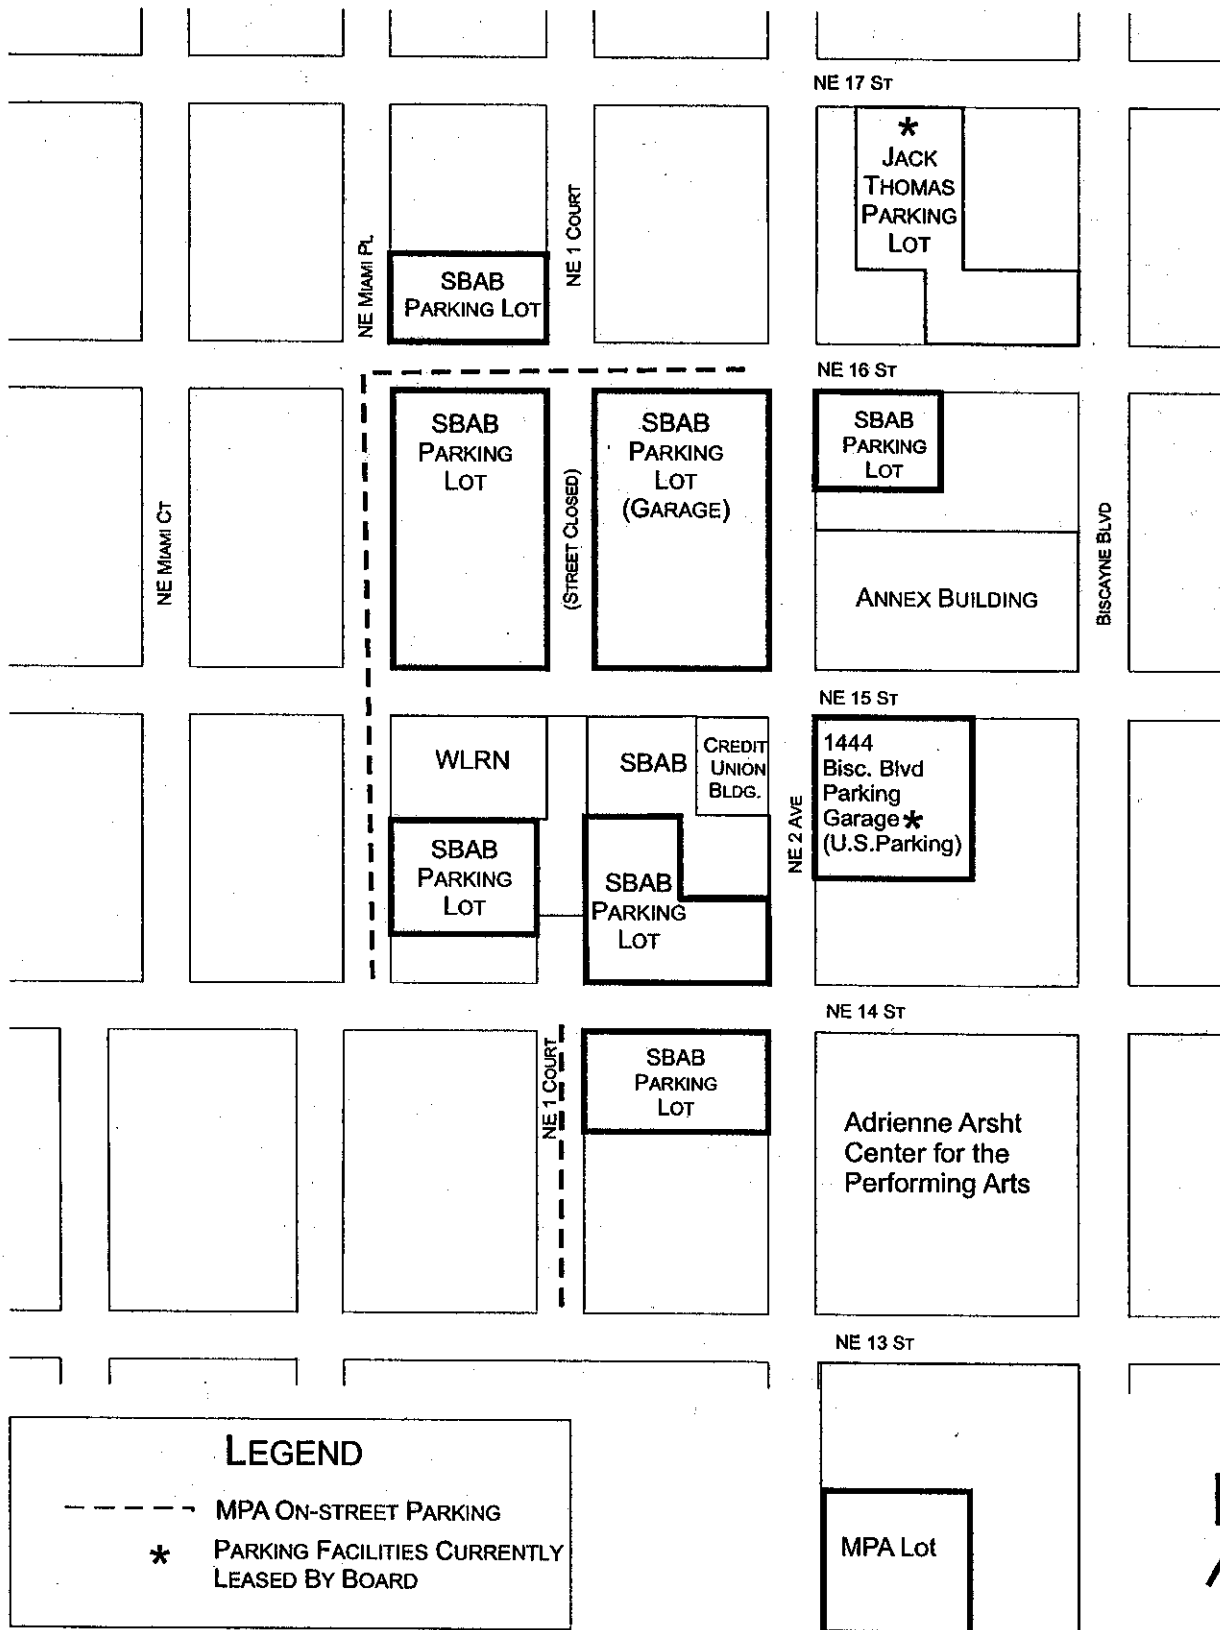 NE 17 ST
*
JACK
THOMAS
PARKING
LOT
NE MIAMI PL
NE 1 COURT
SBAB
PARKING LOT
NE 16 ST
SBAB
PARKING
LOT
SBAB
PARKING
LOT
(GARAGE)
SBAB
PARKING
LOT
NE MIAMI CT
(STREET CLOSED)
BISCAYNE BLVD
ANNEX BUILDING
NE 15 ST
WLRN
SBAB
CREDIT
UNION
BLDG.
NE 2 AVE
1444
Bisc. Blvd
Parking
Garage *
(U.S.Parking)
SBAB
PARKING
LOT
SBAB
PARKING
LOT
NE 14 ST
NE 1 COURT
SBAB
PARKING
LOT
Adrienne Arsht
Center for the
Performing Arts
NE 13 ST
LEGEND
MPA ON-STREET PARKING
* PARKING FACILITIES CURRENTLY
LEASED BY BOARD
MPA Lot